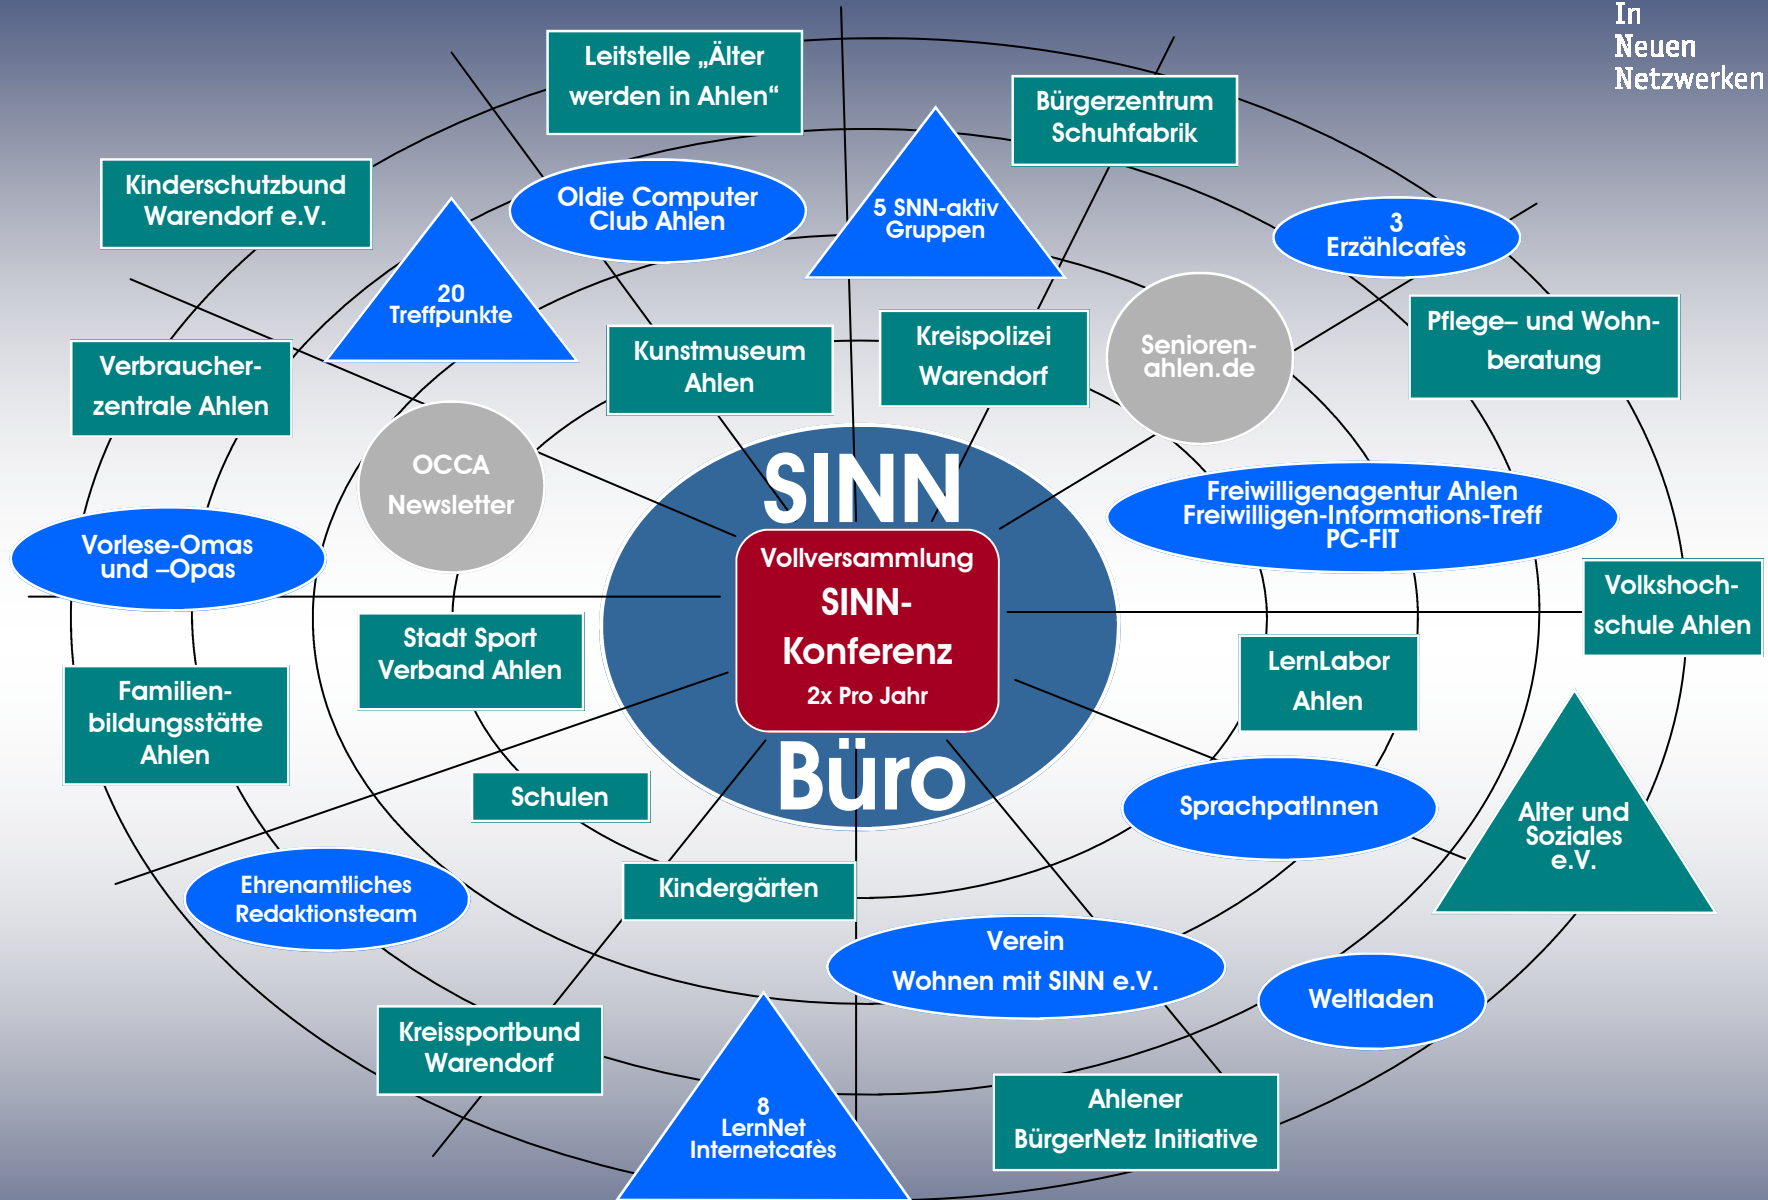 In
Neuen
Netzwerken
Leitstelle „Älter
werden in Ahlen“
Bürgerzentrum
Schuhfabrik
Kinderschutzbund
Warendorf e.V.
Oldie Computer
Club Ahlen
5 SNN-aktiv
Gruppen
3
Erzählcafès
20
Treffpunkte
Kunstmuseum
Ahlen
Kreispolizei
Warendorf
Senioren-
ahlen.de
Pflege– und Wohn-
beratung
Verbraucher-
zentrale Ahlen
OCCA
Newsletter
SINN
Freiwilligenagentur Ahlen
Freiwilligen-Informations-Treff
PC-FIT
Vorlese-Omas
und –Opas
Vollversammlung
SINN-
Konferenz
2x Pro Jahr
Volkshoch-
schule Ahlen
Stadt Sport
Verband Ahlen
LernLabor
Ahlen
Familien-
bildungsstätte
Ahlen
Büro
Schulen
SprachpatInnen
Alter und
Soziales
e.V.
Ehrenamtliches
Redaktionsteam
Kindergärten
Verein
Wohnen mit SINN e.V.
Weltladen
Kreissportbund
Warendorf
8
LernNet
Internetcafès
Ahlener
BürgerNetz Initiative